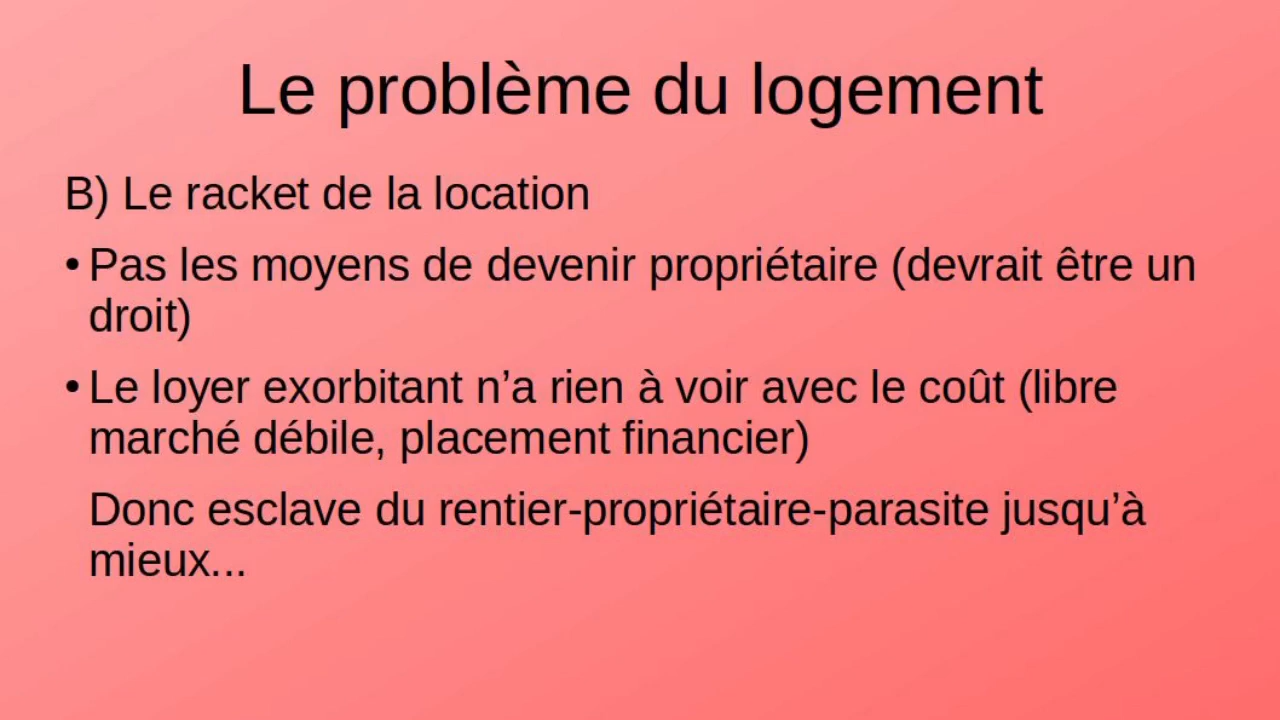 Le problème du logement
B) Le racket de la location
• Pas les moyens de devenir propriétaire (devrait être un
droit)
• Le loyer exorbitant n’a rien à voir avec le coût (libre
marché débile, placement financier)
Donc esclave du rentier-propriétaire-parasite jusqu’à
mieux...